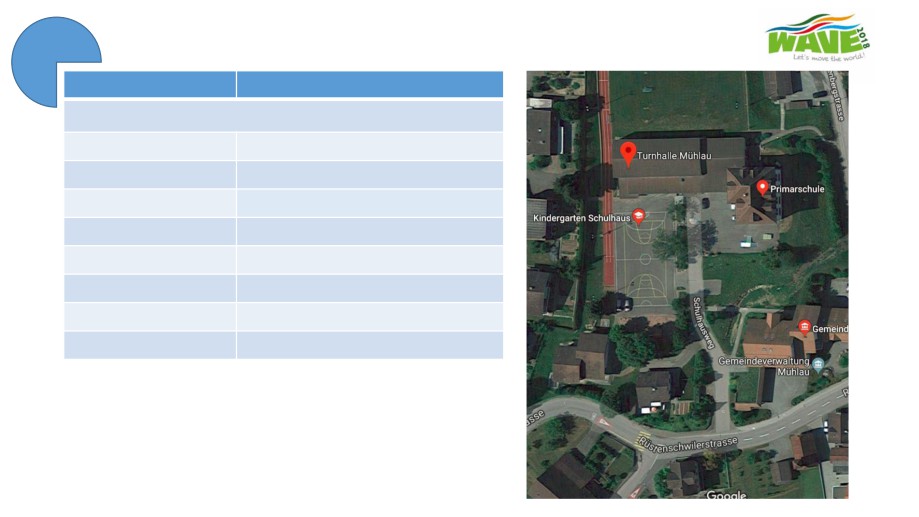 WAVE 2018
Let's move the world!
Turnhalle Mühlau
Primarschule
Kindergarten Schulhaus
Schulhausweg
Gemeind
Gemeindeverwaltung
Mühlau
Rüstenschwilerstrasse
Google